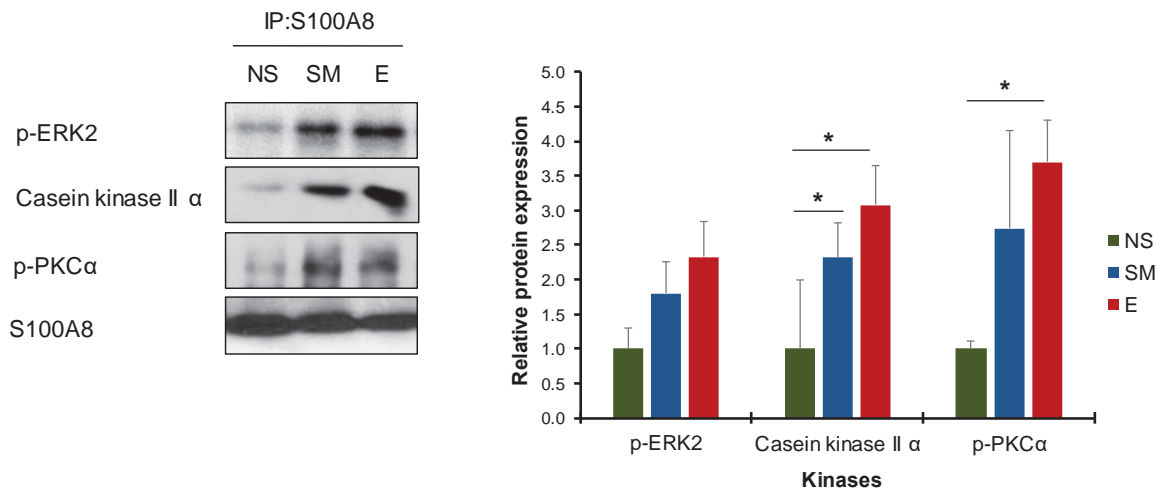 IP:S100A8
NS SM E
p-ERK2
Casein kinase Ⅱ α
p-PKCα
S100A8
Relative protein expression
5.0
4.5
4.0
3.5
3.0
2.5
2.0
1.5
1.0
0.5
0.0
*
*
*
p-ERK2 Casein kinase Ⅱ α p-PKCα
Kinases
NS
SM
E